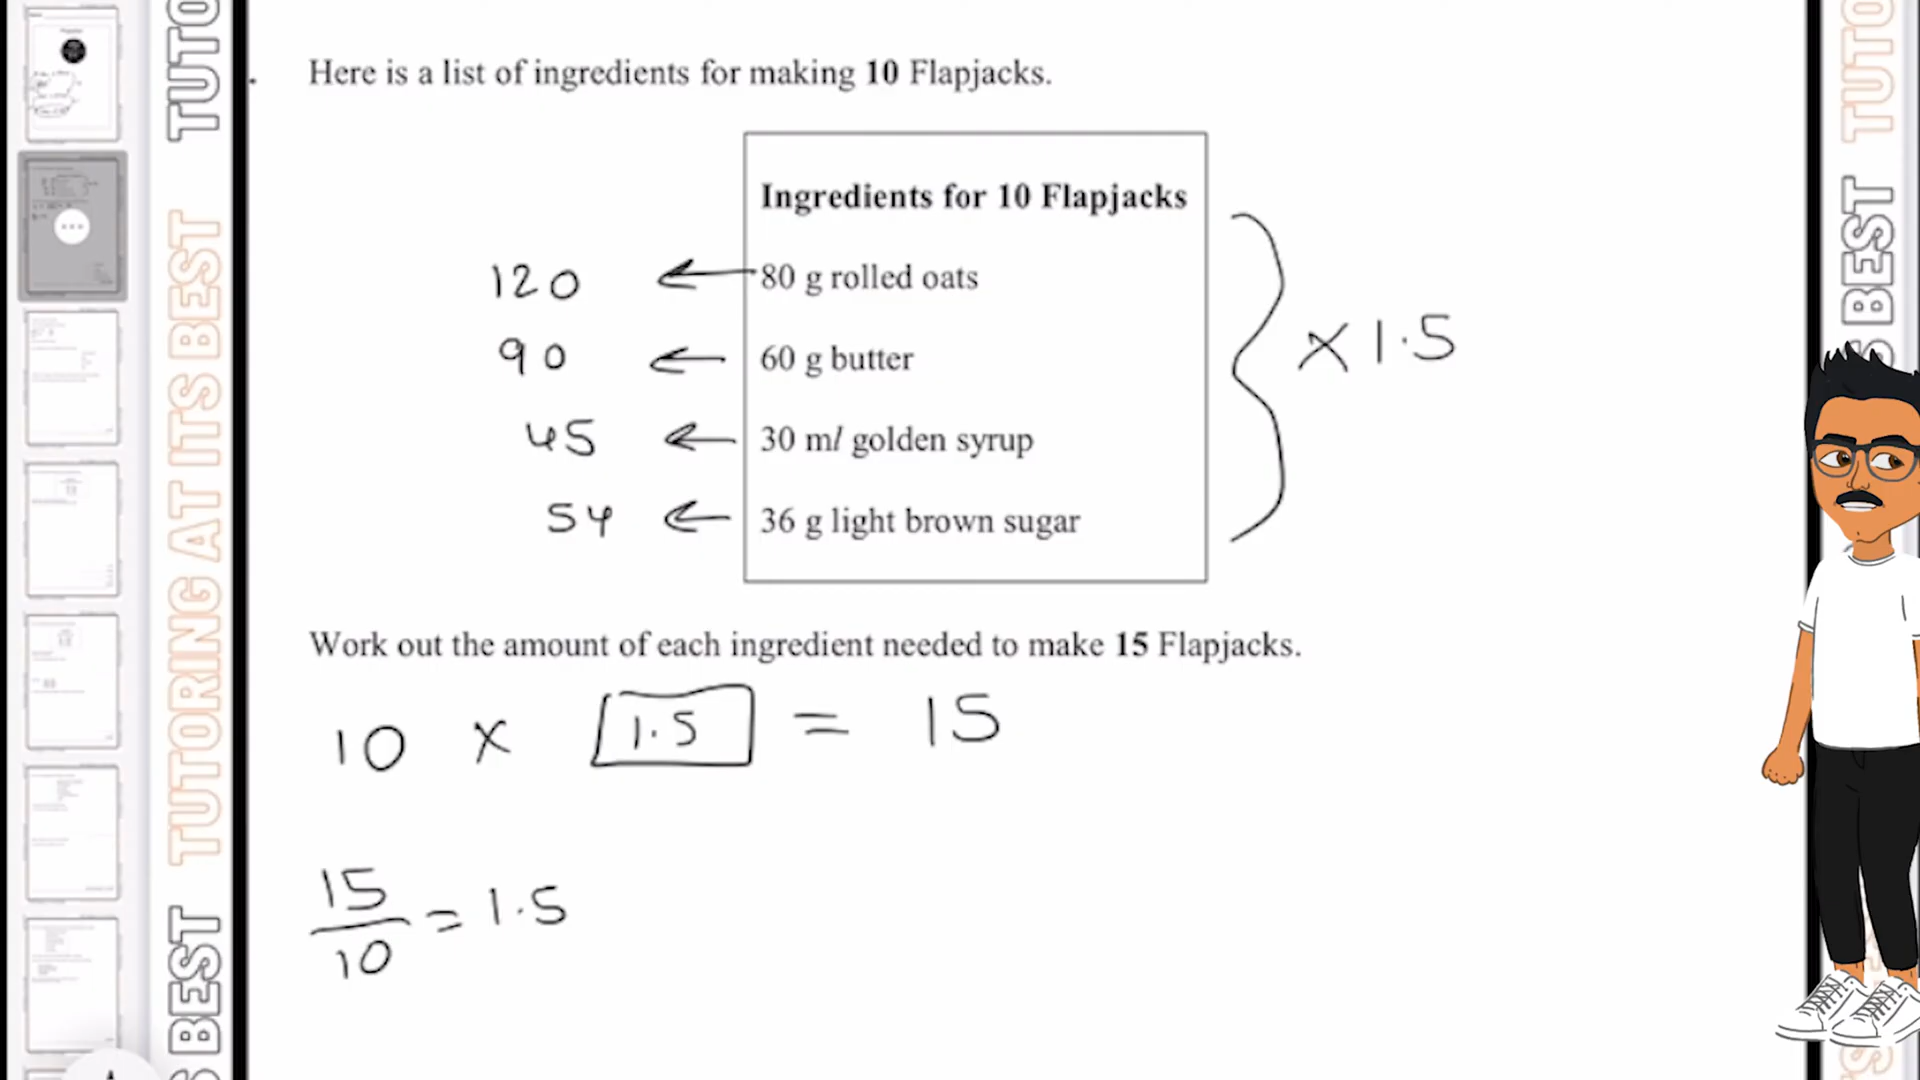 Here is a list of ingredients for making 10 Flapjacks.
Ingredients for 10 Flapjacks
120 ← 80 g rolled oats
90 ← 60 g butter
45 ← 30 ml golden syrup
54 ← 36 g light brown sugar
× 1.5
Work out the amount of each ingredient needed to make 15 Flapjacks.
10 × 1.5 = 15
15
10
= 1.5
TUTO
TUTORING AT ITS BEST
S BEST
TUTO
S BEST